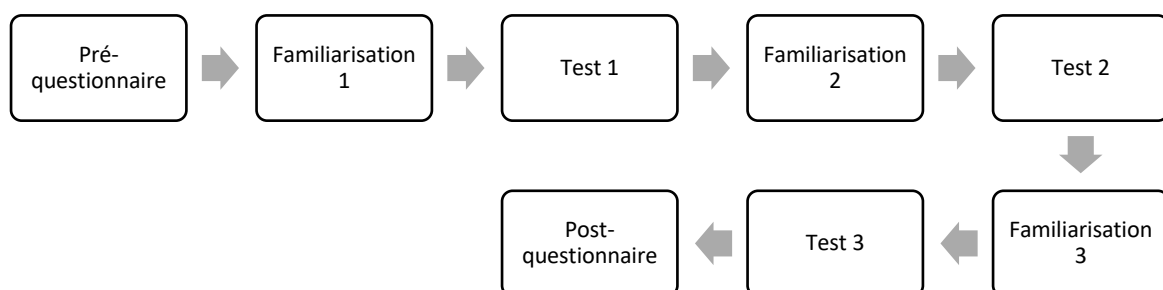 Pré-
questionnaire
Familiarisation
1
Test 1
Familiarisation
2
Test 2
Familiarisation
3
Test 3
Post-
questionnaire